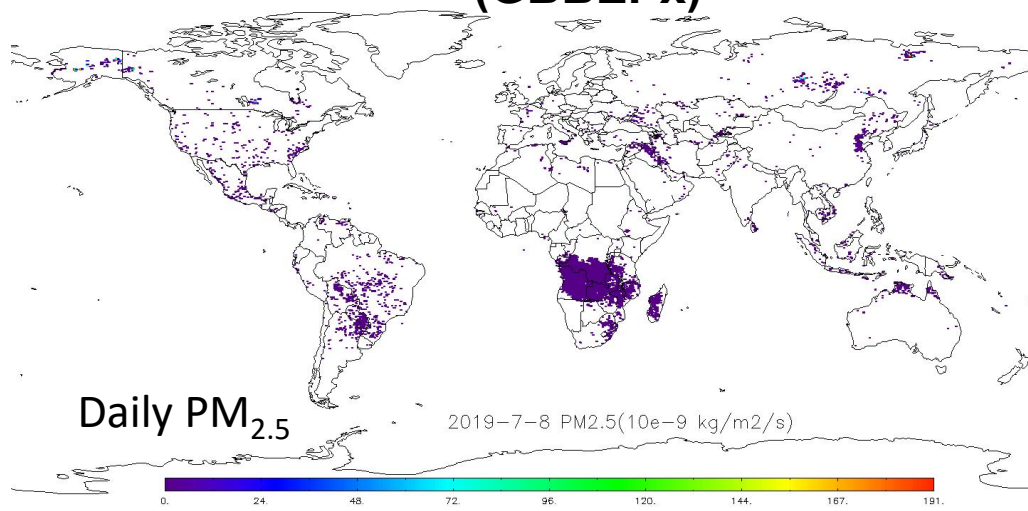 (GBBEPx)
Daily PM2.5
2019-7-8 PM2.5(10e-9 kg/m2/s)
0. 24. 48. 72. 96. 120. 144. 167. 191.